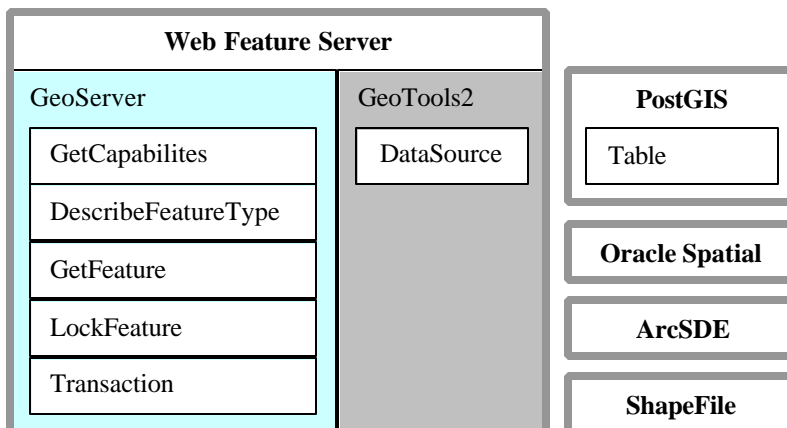 Web Feature Server
GeoServer
GetCapabilites
DescribeFeatureType
GetFeature
LockFeature
Transaction
GeoTools2
DataSource
PostGIS
Table
Oracle Spatial
ArcSDE
ShapeFile